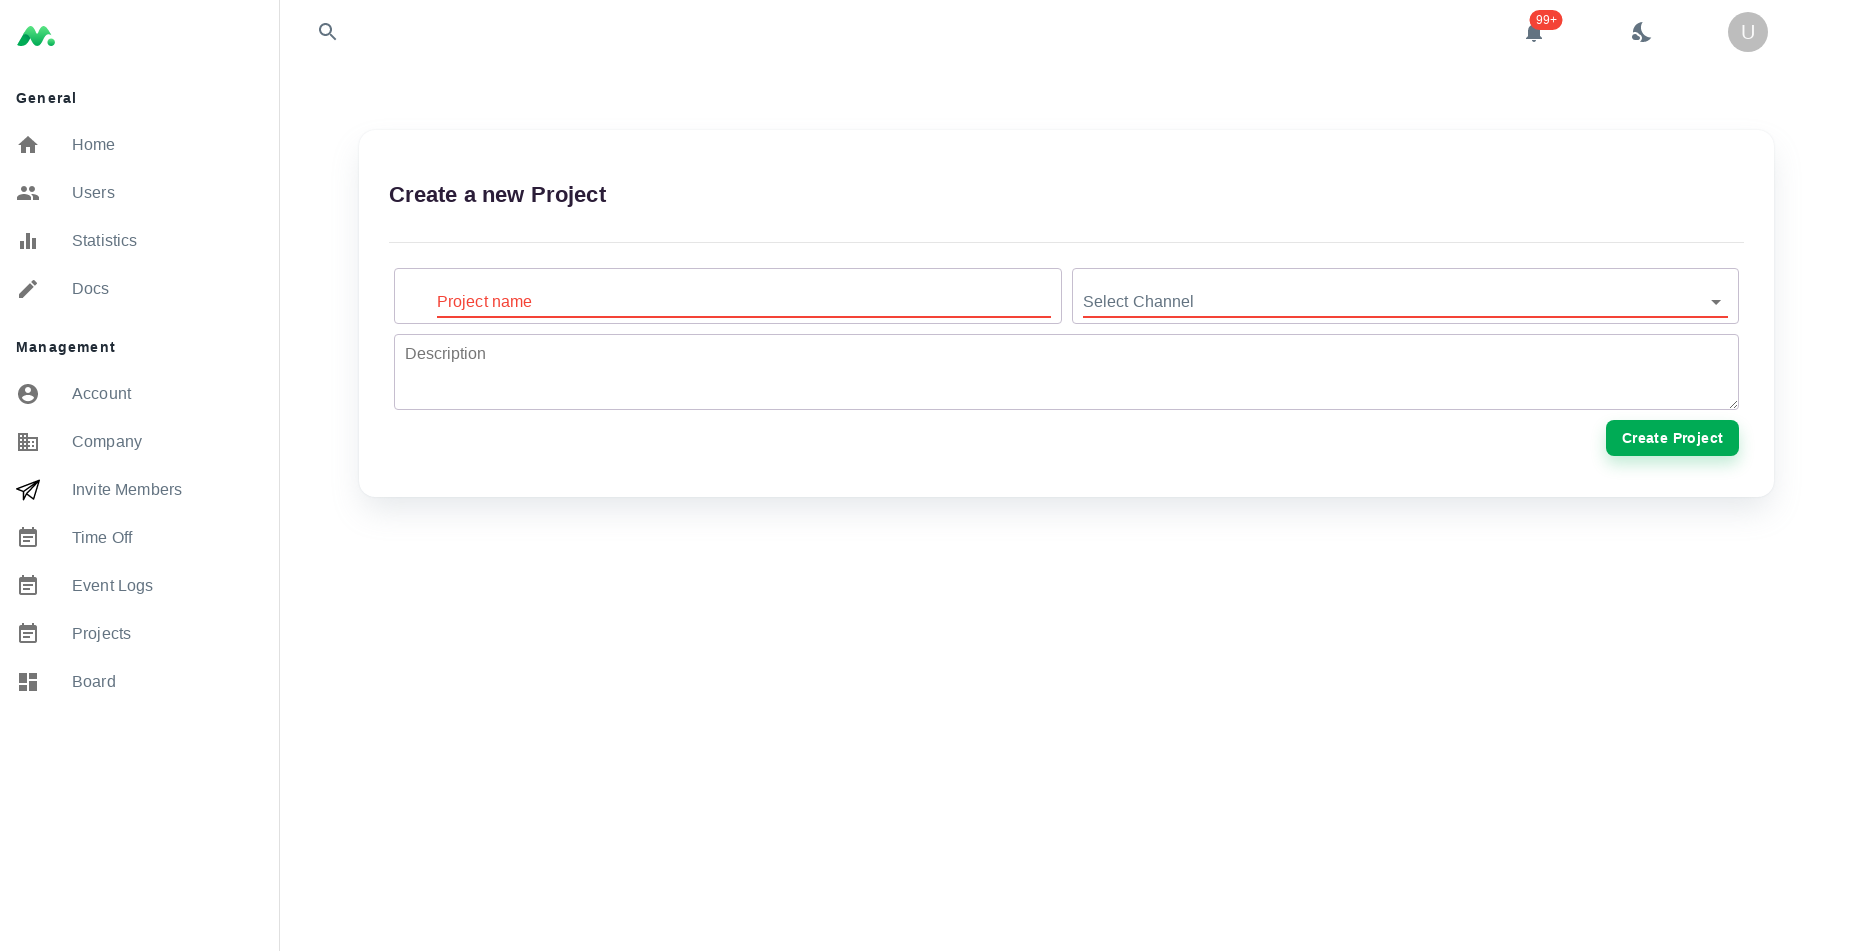 99+
U
General
Home
Users
Statistics
Docs
Management
Account
Company
Invite Members
Time Off
Event Logs
Projects
Board
Create a new Project
Project name
Select Channel
Description
Create Project